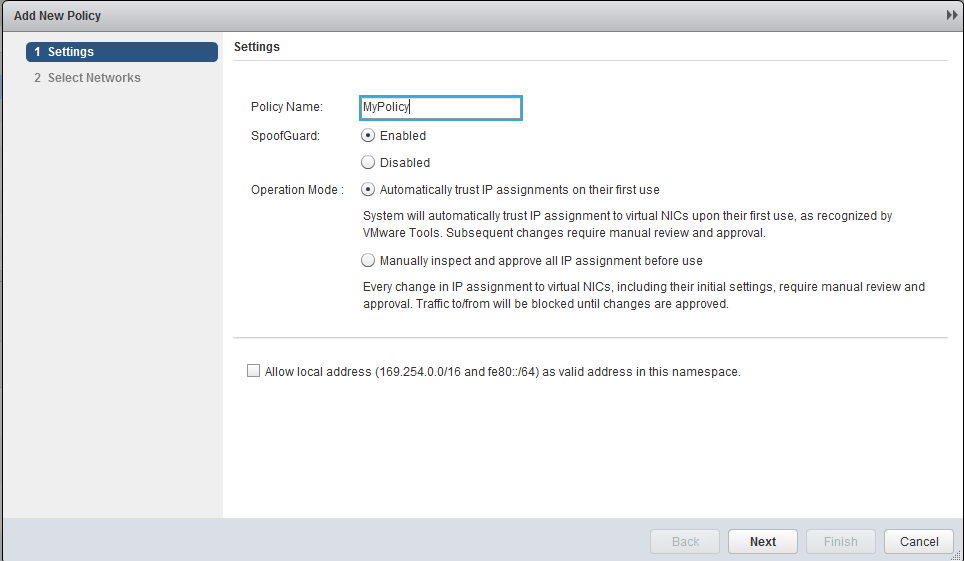 Add New Policy
1 Settings
2 Select Networks
Settings
Policy Name: MyPolicy
SpoofGuard: Enabled
Disabled
Operation Mode : Automatically trust IP assignments on their first use
System will automatically trust IP assignment to virtual NICs upon their first use, as recognized by
VMware Tools. Subsequent changes require manual review and approval.
Manually inspect and approve all IP assignment before use
Every change in IP assignment to virtual NICs, including their initial settings, require manual review and
approval. Traffic to/from will be blocked until changes are approved.
Allow local address (169.254.0.0/16 and fe80::/64) as valid address in this namespace.
Back Next Finish Cancel